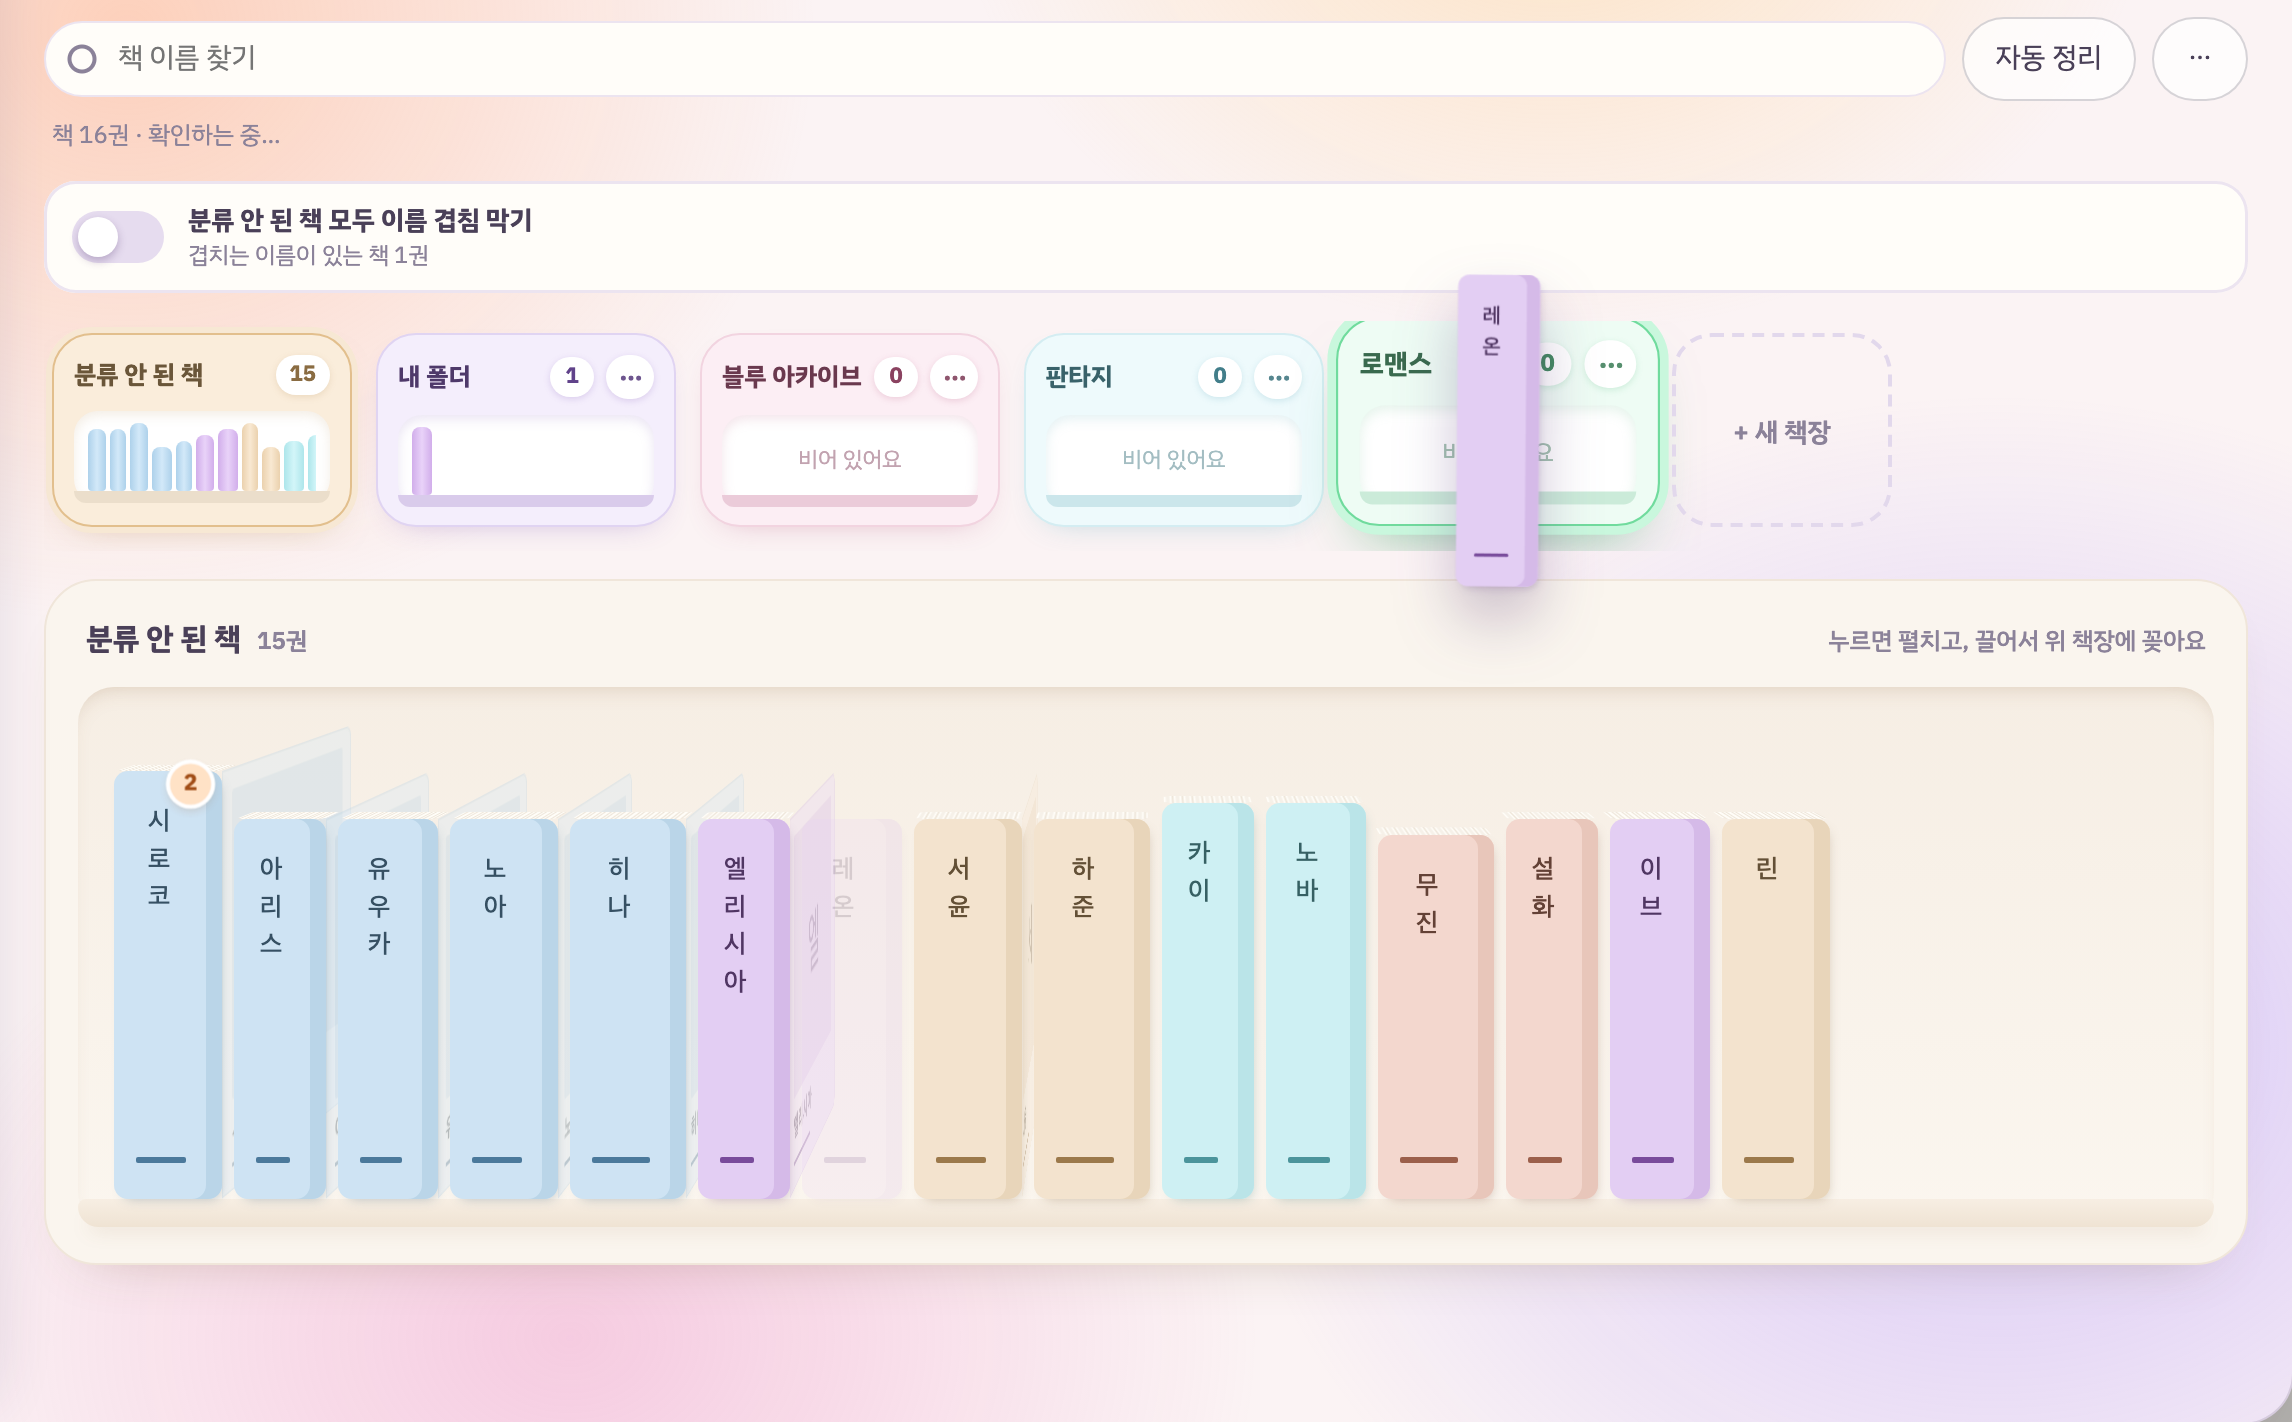 책 이름 찾기
자동 정리
...
책 16권 · 확인하는 중...
분류 안 된 책 모두 이름 겹침 막기
겹치는 이름이 있는 책 1권
분류 안 된 책 15
내 폴더 1 ...
블루 아카이브 0 ...
비어 있어요
판타지 0 ...
비어 있어요
로맨스 0 ...
비 요
레온
+ 새 책장
분류 안 된 책 15권
누르면 펼치고, 끌어서 위 책장에 꽂아요
2
시로코
아리스
유우카
노아
히나
엘리시아
레온
서윤
하준
카이
노바
무진
설화
이브
린